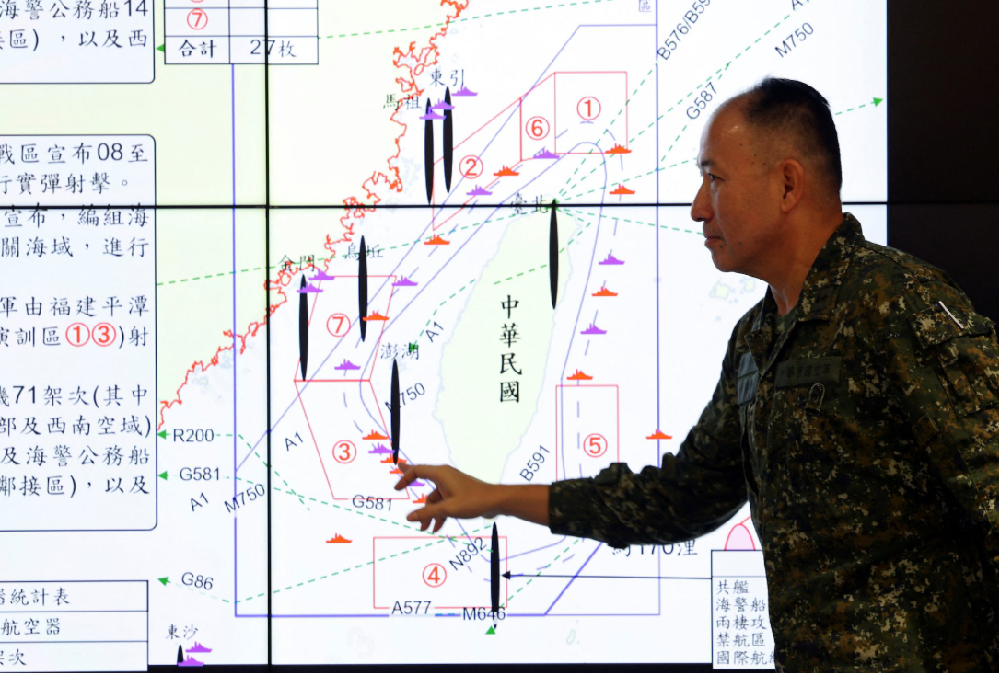 海警公務船14
接區），以及西
⑦
合計 27枚
戰區宣布08至
行實彈射擊。
宣布，編組海
關海域，進行
軍由福建平潭
演訓區①③)射
機71架次(其中
部及西南空域)
及海警公務船
鄰接區)，以及
統計表
航空器
架次
區
B576/B59
A1
M750
G587
東引
馬祖
①
⑥
②
臺北
金門
烏坵
⑦
A1
澎湖
M750
中華民國
R200
A1
③
⑤
G581
B591
A1
M750
G581
N892
④
G86
A577
M646
東沙
浬
共艦
海警船
兩棲攻
禁航區
國際航